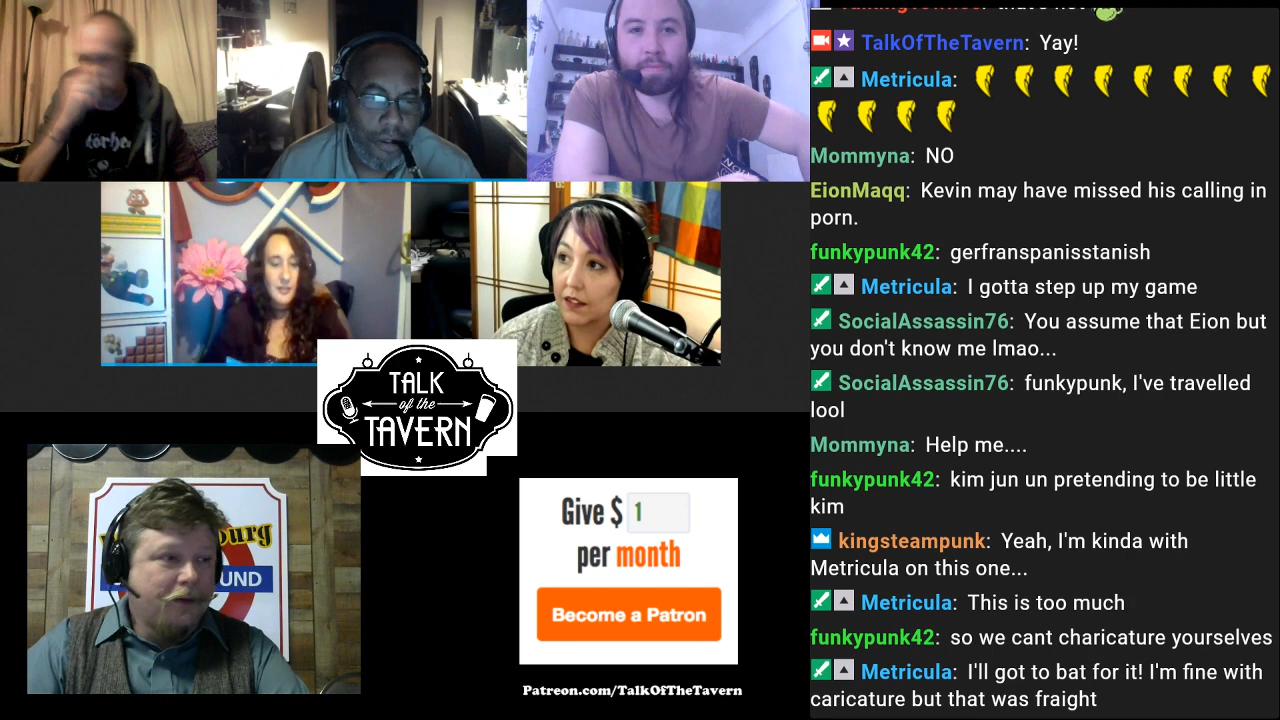 TALK
of the
TAVERN
UND
Give $ 1
per month
Become a Patron
Patreon.com/TalkOfTheTavern
TalkOfTheTavern: Yay!
Metricula:
Mommyna: NO
EionMaqq: Kevin may have missed his calling in
porn.
funkypunk42: gerfranspanisstanish
Metricula: I gotta step up my game
SocialAssassin76: You assume that Eion but
you don't know me lmao...
SocialAssassin76: funkypunk, I've travelled
lool
Mommyna: Help me....
funkypunk42: kim jun un pretending to be little
kim
kingsteampunk: Yeah, I'm kinda with
Metricula on this one...
Metricula: This is too much
funkypunk42: so we cant charicature yourselves
Metricula: I'll got to bat for it! I'm fine with
caricature but that was fraight